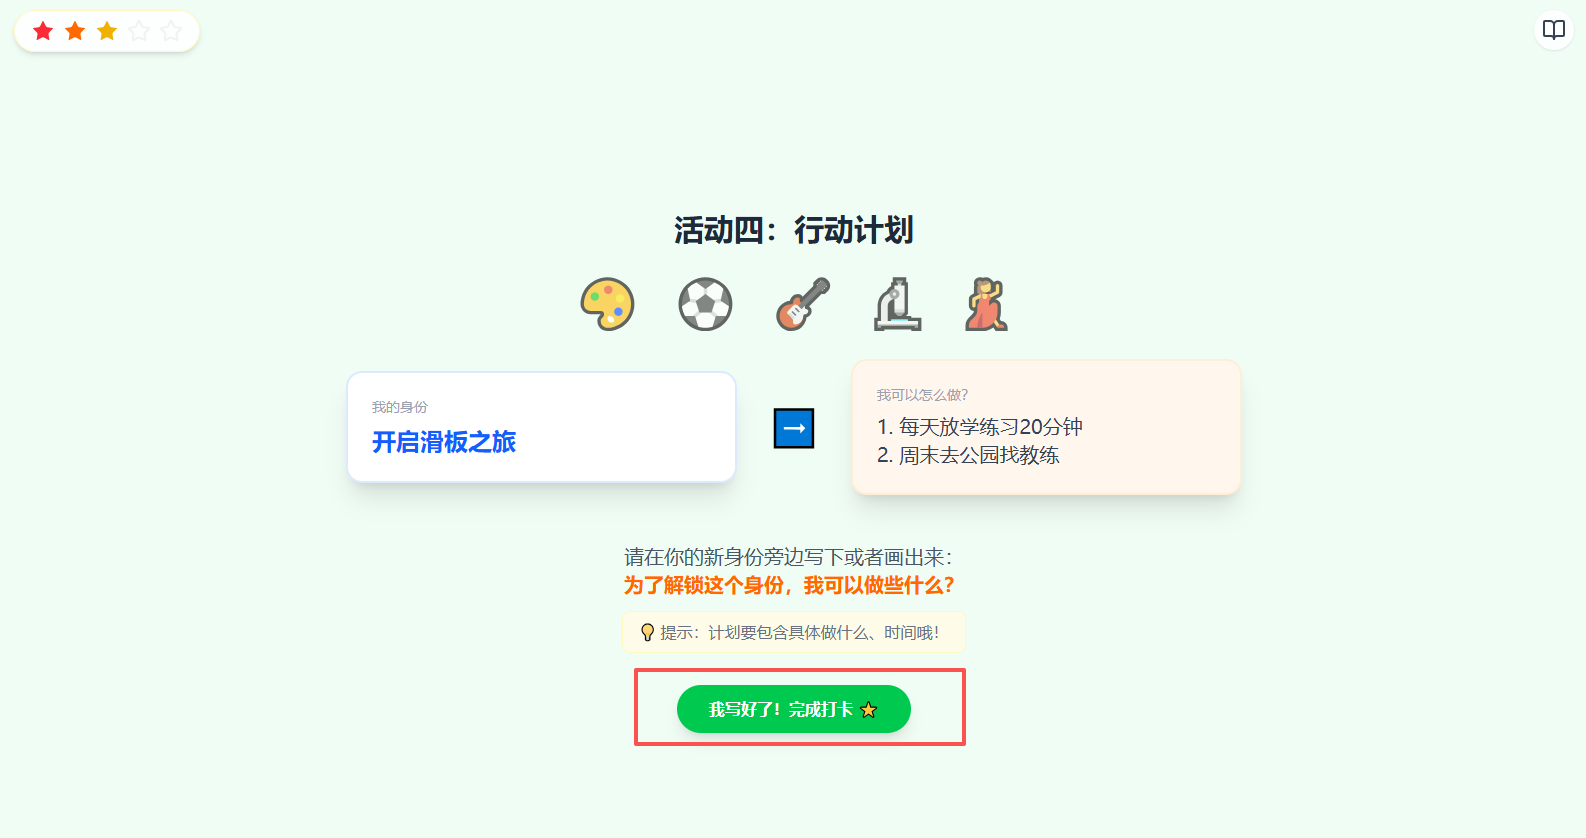 活动四：行动计划
我的身份
开启滑板之旅
我可以怎么做?
1. 每天放学练习20分钟
2. 周末去公园找教练
请在你的新身份旁边写下或者画出来：
为了解锁这个身份，我可以做些什么?
提示：计划要包含具体做什么、时间哦！
我写好了！完成打卡